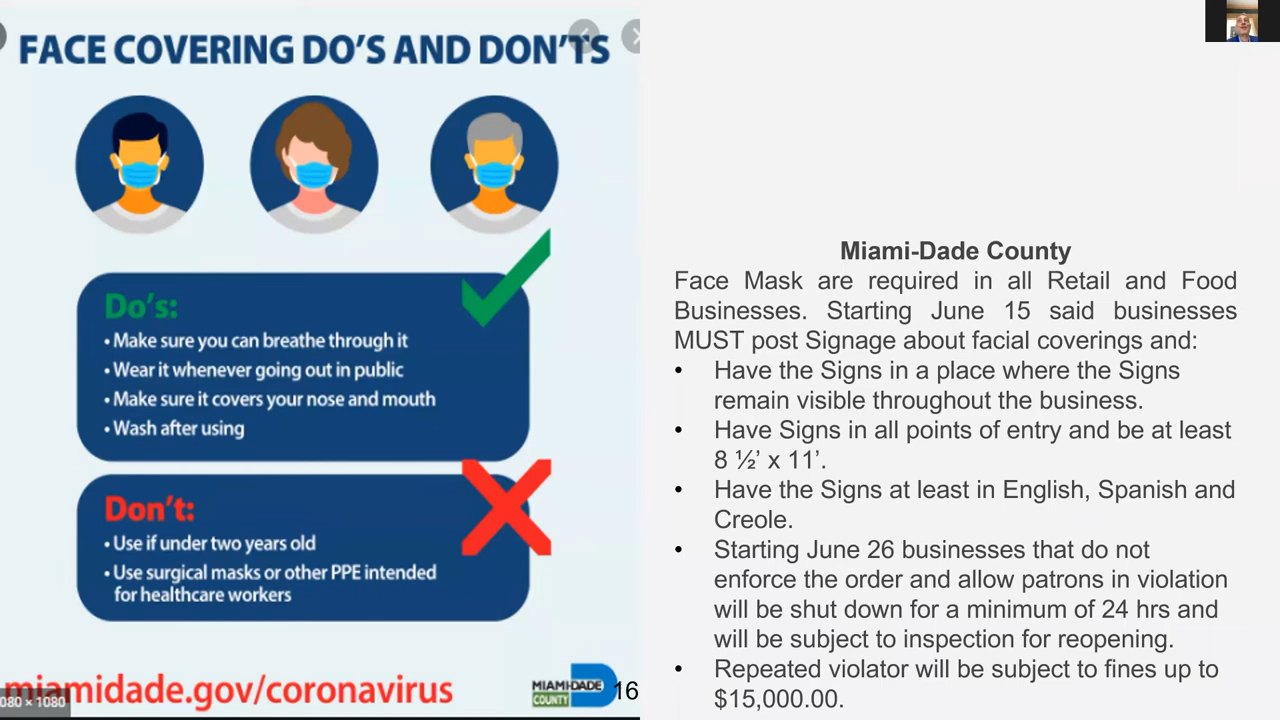 FACE COVERING DO'S AND DON'TS
Do's:
• Make sure you can breathe through it
• Wear it whenever going out in public
• Make sure it covers your nose and mouth
• Wash after using
Don't:
• Use if under two years old
• Use surgical masks or other PPE intended
for healthcare workers
miamidade.gov/coronavirus
080 × 1080
MIAMI-DADE
COUNTY
16
Miami-Dade County
Face Mask are required in all Retail and Food
Businesses. Starting June 15 said businesses
MUST post Signage about facial coverings and:
• Have the Signs in a place where the Signs
remain visible throughout the business.
• Have Signs in all points of entry and be at least
8 ½' x 11'.
• Have the Signs at least in English, Spanish and
Creole.
• Starting June 26 businesses that do not
enforce the order and allow patrons in violation
will be shut down for a minimum of 24 hrs and
will be subject to inspection for reopening.
• Repeated violator will be subject to fines up to
$15,000.00.